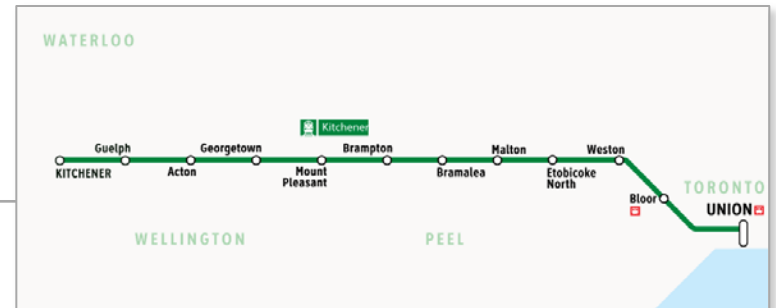 WATERLOO
Kitchener
Guelph
Georgetown
Brampton
Malton
Weston
KITCHENER
Acton
Mount
Pleasant
Bramalea
Etobicoke
North
Bloor
TORONTO
UNION
WELLINGTON
PEEL